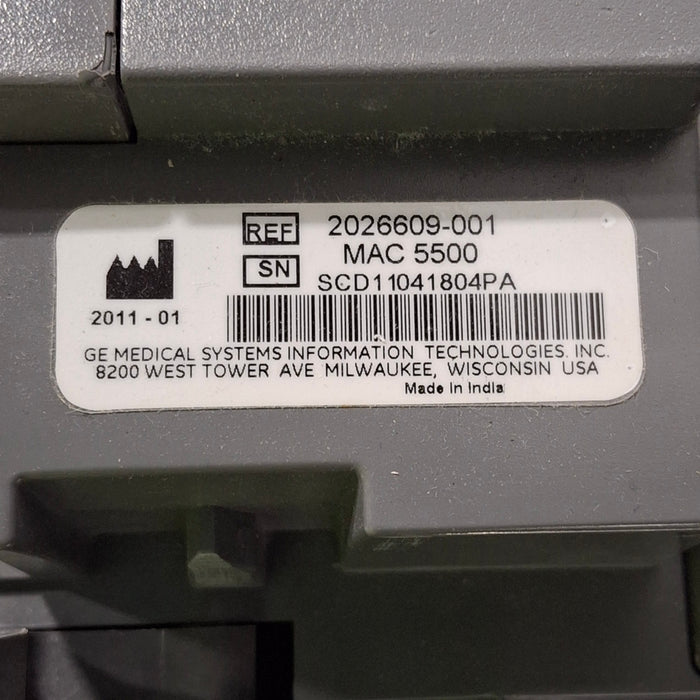 REF 2026609-001
MAC 5500
SN SCD11041804PA
2011 - 01
GE MEDICAL SYSTEMS INFORMATION TECHNOLOGIES. INC.
8200 WEST TOWER AVE MILWAUKEE, WISCONSIN USA
Made in India